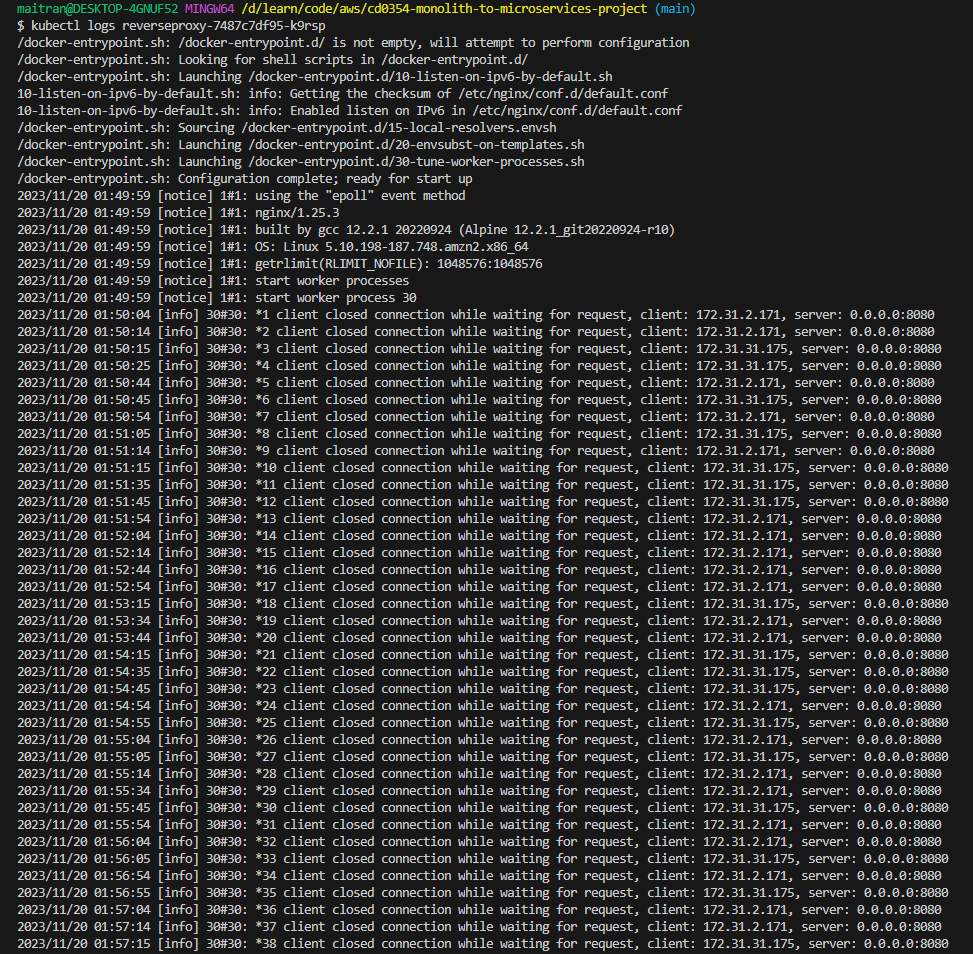 maitran@DESKTOP-4GNUF52 MINGW64 /d/learn/code/aws/cd0354-monolith-to-microservices-project (main)
$ kubectl logs reverseproxy-7487c7df95-k9rsp
/docker-entrypoint.sh: /docker-entrypoint.d/ is not empty, will attempt to perform configuration
/docker-entrypoint.sh: Looking for shell scripts in /docker-entrypoint.d/
/docker-entrypoint.sh: Launching /docker-entrypoint.d/10-listen-on-ipv6-by-default.sh
10-listen-on-ipv6-by-default.sh: info: Getting the checksum of /etc/nginx/conf.d/default.conf
10-listen-on-ipv6-by-default.sh: info: Enabled listen on IPv6 in /etc/nginx/conf.d/default.conf
/docker-entrypoint.sh: Sourcing /docker-entrypoint.d/15-local-resolvers.envsh
/docker-entrypoint.sh: Launching /docker-entrypoint.d/20-envsubst-on-templates.sh
/docker-entrypoint.sh: Launching /docker-entrypoint.d/30-tune-worker-processes.sh
/docker-entrypoint.sh: Configuration complete; ready for start up
2023/11/20 01:49:59 [notice] 1#1: using the "epoll" event method
2023/11/20 01:49:59 [notice] 1#1: nginx/1.25.3
2023/11/20 01:49:59 [notice] 1#1: built by gcc 12.2.1 20220924 (Alpine 12.2.1_git20220924-r10)
2023/11/20 01:49:59 [notice] 1#1: OS: Linux 5.10.198-187.748.amzn2.x86_64
2023/11/20 01:49:59 [notice] 1#1: getrlimit(RLIMIT_NOFILE): 1048576:1048576
2023/11/20 01:49:59 [notice] 1#1: start worker processes
2023/11/20 01:49:59 [notice] 1#1: start worker process 30
2023/11/20 01:50:04 [info] 30#30: *1 client closed connection while waiting for request, client: 172.31.2.171, server: 0.0.0.0:8080
2023/11/20 01:50:14 [info] 30#30: *2 client closed connection while waiting for request, client: 172.31.2.171, server: 0.0.0.0:8080
2023/11/20 01:50:15 [info] 30#30: *3 client closed connection while waiting for request, client: 172.31.31.175, server: 0.0.0.0:8080
2023/11/20 01:50:25 [info] 30#30: *4 client closed connection while waiting for request, client: 172.31.31.175, server: 0.0.0.0:8080
2023/11/20 01:50:44 [info] 30#30: *5 client closed connection while waiting for request, client: 172.31.2.171, server: 0.0.0.0:8080
2023/11/20 01:50:45 [info] 30#30: *6 client closed connection while waiting for request, client: 172.31.31.175, server: 0.0.0.0:8080
2023/11/20 01:50:54 [info] 30#30: *7 client closed connection while waiting for request, client: 172.31.2.171, server: 0.0.0.0:8080
2023/11/20 01:51:05 [info] 30#30: *8 client closed connection while waiting for request, client: 172.31.31.175, server: 0.0.0.0:8080
2023/11/20 01:51:14 [info] 30#30: *9 client closed connection while waiting for request, client: 172.31.2.171, server: 0.0.0.0:8080
2023/11/20 01:51:15 [info] 30#30: *10 client closed connection while waiting for request, client: 172.31.31.175, server: 0.0.0.0:8080
2023/11/20 01:51:35 [info] 30#30: *11 client closed connection while waiting for request, client: 172.31.31.175, server: 0.0.0.0:8080
2023/11/20 01:51:45 [info] 30#30: *12 client closed connection while waiting for request, client: 172.31.31.175, server: 0.0.0.0:8080
2023/11/20 01:51:54 [info] 30#30: *13 client closed connection while waiting for request, client: 172.31.2.171, server: 0.0.0.0:8080
2023/11/20 01:52:04 [info] 30#30: *14 client closed connection while waiting for request, client: 172.31.2.171, server: 0.0.0.0:8080
2023/11/20 01:52:14 [info] 30#30: *15 client closed connection while waiting for request, client: 172.31.2.171, server: 0.0.0.0:8080
2023/11/20 01:52:44 [info] 30#30: *16 client closed connection while waiting for request, client: 172.31.2.171, server: 0.0.0.0:8080
2023/11/20 01:52:54 [info] 30#30: *17 client closed connection while waiting for request, client: 172.31.2.171, server: 0.0.0.0:8080
2023/11/20 01:53:15 [info] 30#30: *18 client closed connection while waiting for request, client: 172.31.31.175, server: 0.0.0.0:8080
2023/11/20 01:53:34 [info] 30#30: *19 client closed connection while waiting for request, client: 172.31.2.171, server: 0.0.0.0:8080
2023/11/20 01:53:44 [info] 30#30: *20 client closed connection while waiting for request, client: 172.31.2.171, server: 0.0.0.0:8080
2023/11/20 01:54:15 [info] 30#30: *21 client closed connection while waiting for request, client: 172.31.31.175, server: 0.0.0.0:8080
2023/11/20 01:54:35 [info] 30#30: *22 client closed connection while waiting for request, client: 172.31.31.175, server: 0.0.0.0:8080
2023/11/20 01:54:45 [info] 30#30: *23 client closed connection while waiting for request, client: 172.31.31.175, server: 0.0.0.0:8080
2023/11/20 01:54:54 [info] 30#30: *24 client closed connection while waiting for request, client: 172.31.2.171, server: 0.0.0.0:8080
2023/11/20 01:54:55 [info] 30#30: *25 client closed connection while waiting for request, client: 172.31.31.175, server: 0.0.0.0:8080
2023/11/20 01:55:04 [info] 30#30: *26 client closed connection while waiting for request, client: 172.31.2.171, server: 0.0.0.0:8080
2023/11/20 01:55:05 [info] 30#30: *27 client closed connection while waiting for request, client: 172.31.31.175, server: 0.0.0.0:8080
2023/11/20 01:55:14 [info] 30#30: *28 client closed connection while waiting for request, client: 172.31.2.171, server: 0.0.0.0:8080
2023/11/20 01:55:34 [info] 30#30: *29 client closed connection while waiting for request, client: 172.31.2.171, server: 0.0.0.0:8080
2023/11/20 01:55:45 [info] 30#30: *30 client closed connection while waiting for request, client: 172.31.31.175, server: 0.0.0.0:8080
2023/11/20 01:55:54 [info] 30#30: *31 client closed connection while waiting for request, client: 172.31.2.171, server: 0.0.0.0:8080
2023/11/20 01:56:04 [info] 30#30: *32 client closed connection while waiting for request, client: 172.31.2.171, server: 0.0.0.0:8080
2023/11/20 01:56:05 [info] 30#30: *33 client closed connection while waiting for request, client: 172.31.31.175, server: 0.0.0.0:8080
2023/11/20 01:56:54 [info] 30#30: *34 client closed connection while waiting for request, client: 172.31.2.171, server: 0.0.0.0:8080
2023/11/20 01:56:55 [info] 30#30: *35 client closed connection while waiting for request, client: 172.31.31.175, server: 0.0.0.0:8080
2023/11/20 01:57:04 [info] 30#30: *36 client closed connection while waiting for request, client: 172.31.2.171, server: 0.0.0.0:8080
2023/11/20 01:57:14 [info] 30#30: *37 client closed connection while waiting for request, client: 172.31.2.171, server: 0.0.0.0:8080
2023/11/20 01:57:15 [info] 30#30: *38 client closed connection while waiting for request, client: 172.31.31.175, server: 0.0.0.0:8080